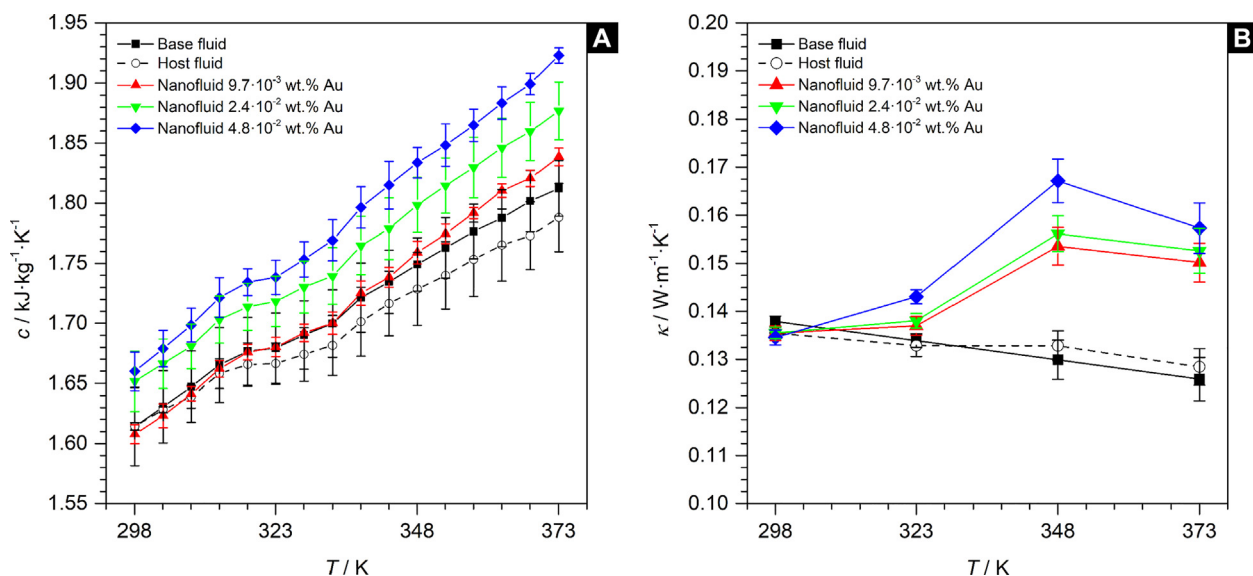 A
Base fluid
Host fluid
Nanofluid 9.7·10⁻³ wt.% Au
Nanofluid 2.4·10⁻² wt.% Au
Nanofluid 4.8·10⁻² wt.% Au
c / kJ·kg⁻¹·K⁻¹
1.95
1.90
1.85
1.80
1.75
1.70
1.65
1.60
1.55
298
323
348
373
T / K
B
Base fluid
Host fluid
Nanofluid 9.7·10⁻³ wt.% Au
Nanofluid 2.4·10⁻² wt.% Au
Nanofluid 4.8·10⁻² wt.% Au
κ / W·m⁻¹·K⁻¹
0.20
0.19
0.18
0.17
0.16
0.15
0.14
0.13
0.12
0.11
0.10
298
323
348
373
T / K